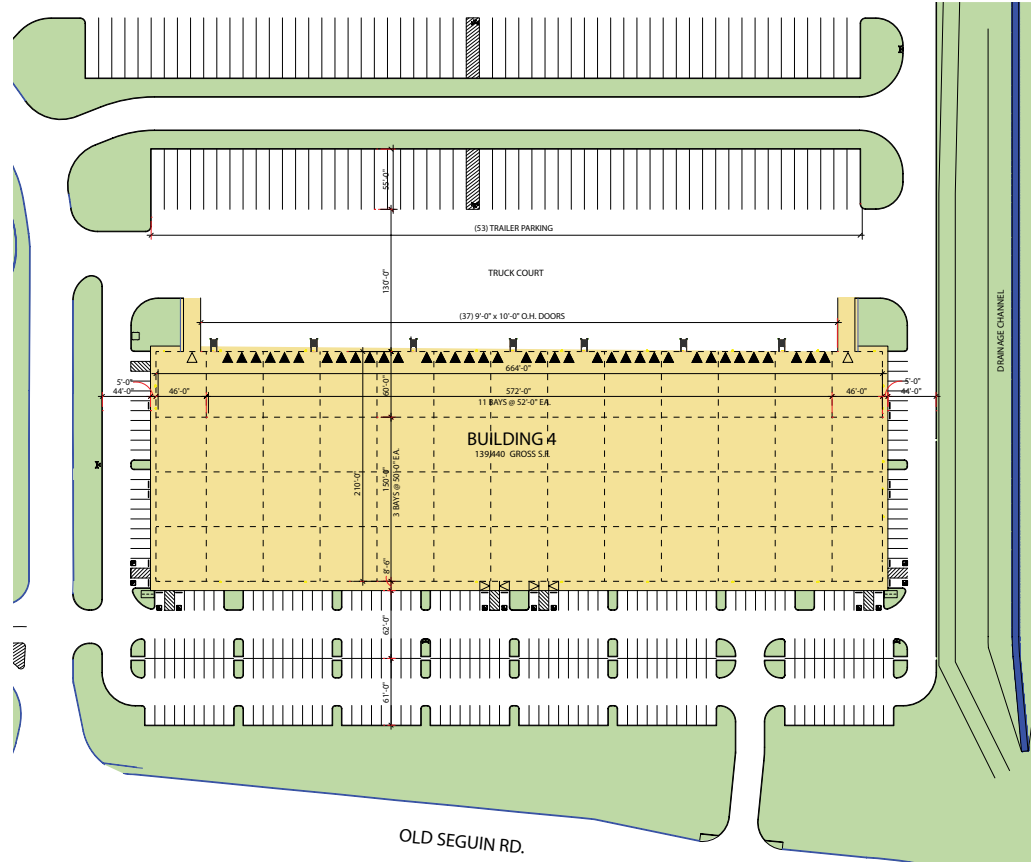 55'-0"
(53) TRAILER PARKING
TRUCK COURT
130'-0"
DRAINAGE CHANNEL
(37) 9'-0" x 10'-0" O.H. DOORS
664'-0"
5'-0"
44'-0"
46'-0"
60'-0"
572'-0"
11 BAYS @ 52'-0" EA.
46'-0"
5'-0"
44'-0"
BUILDING 4
139,440 GROSS S.F.
210'-0"
150'-0"
3 BAYS @ 50'-0" EA.
8'-6"
62'-0"
61'-0"
OLD SEGUIN RD.